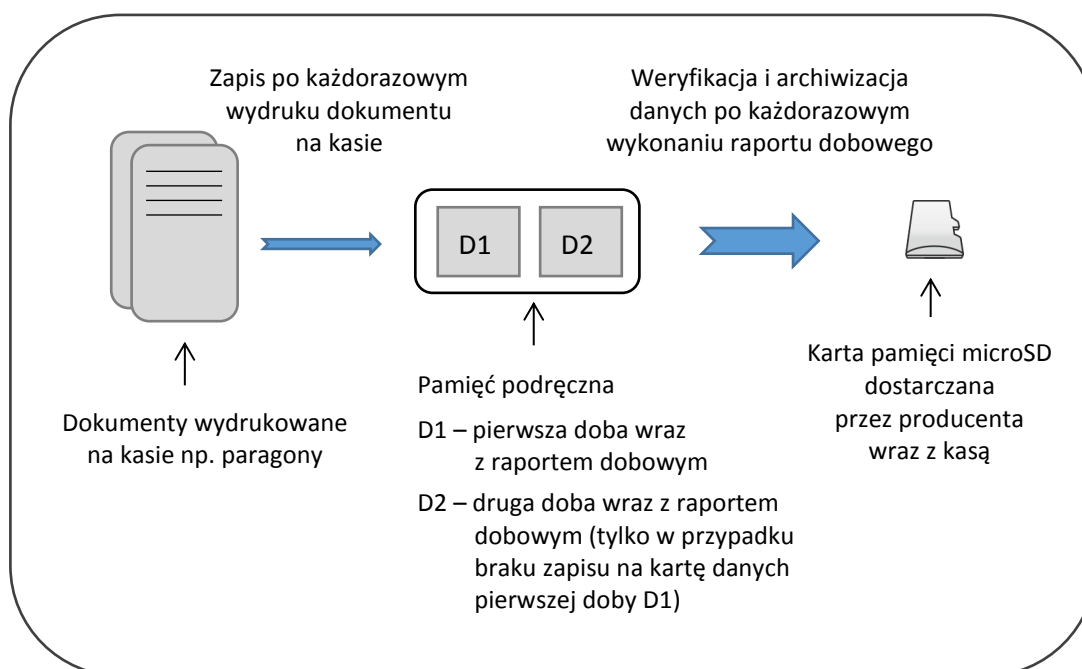 Zapis po każdorazowym
wydruku dokumentu
na kasie
Weryfikacja i archiwizacja
danych po każdorazowym
wykonaniu raportu dobowego
D1
D2
Dokumenty wydrukowane
na kasie np. paragony
Pamięć podręczna
D1 – pierwsza doba wraz
z raportem dobowym
D2 – druga doba wraz z raportem
dobowym (tylko w przypadku
braku zapisu na kartę danych
pierwszej doby D1)
Karta pamięci microSD
dostarczana
przez producenta
wraz z kasą